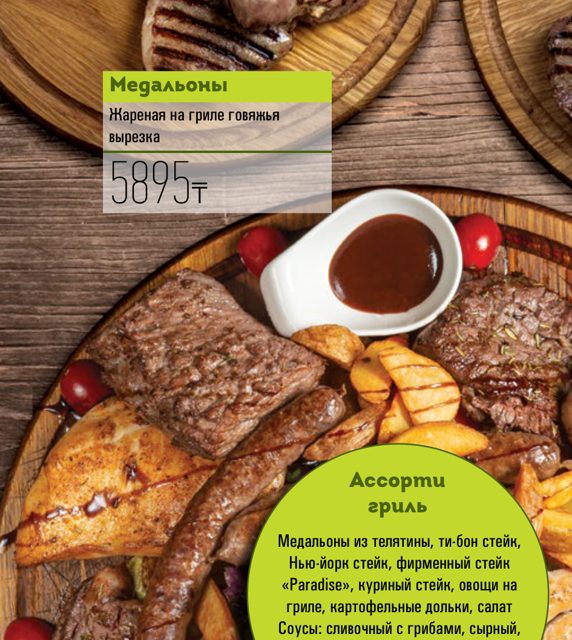 Медальоны
Жареная на гриле говяжья
вырезка
5895₸
Ассорти
гриль
Медальоны из телятины, ти-бон стейк,
Нью-йорк стейк, фирменный стейк
«Paradise», куриный стейк, овощи на
гриле, картофельные дольки, салат
Соусы: сливочный с грибами, сырный,